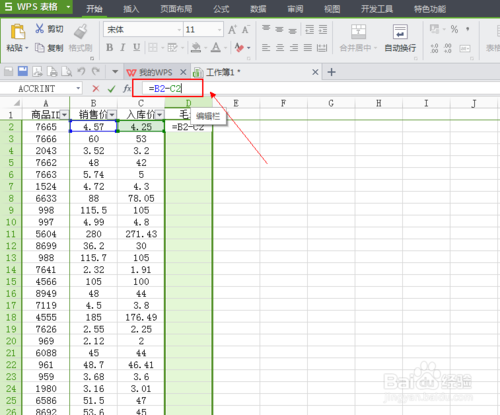 S WPS 表格
开始 插入 页面布局 公式 数据 审阅 视图 开发工具 特色功能
粘贴 剪切 复制 格式刷
宋体 11
B I U A
合并居中 自动换行
我的WPS 工作簿1 *
ACCRINT fx =B2-C2
编辑栏
A B C D E F G H I J
1 商品ID 销售价 入库价 毛
2 7665 4.57 4.25 =B2-C2
3 7666 60 53
4 2043 3.52 3.2
5 7662 48 42
6 7663 5.74 5
7 1524 4.72 4.3
8 6633 88 78.05
9 998 115.5 105
10 997 4.99 4.8
11 5604 280 271.43
12 8699 36.2 30
13 988 115.7 105
14 7641 2.32 1.91
15 4566 105 100
16 8949 48 44
17 7119 4.5 3.8
18 4555 185 176.49
19 7626 2.55 2.25
20 969 2.12 2
21 6088 45 44
22 961 48.7 46.41
23 959 3.68 3.6
24 1980 3.16 3.01
25 6586 51.5 47
26 8692 53.6 45
Baidu 经验
jingyan.baidu.com